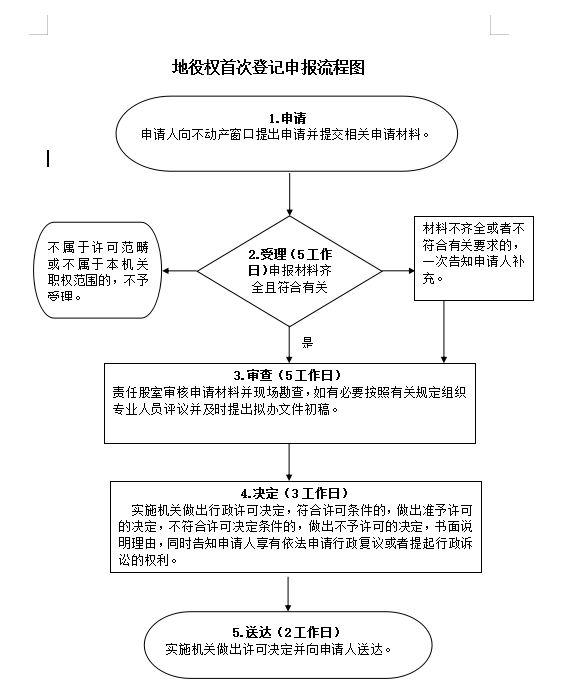 地役权首次登记申报流程图
1.申请
申请人向不动产窗口提出申请并提交相关申请材料。
不属于许可范畴
或不属于本机关
职权范围的，不予
受理。
2.受理（5工作
日）申报材料齐
全且符合有关
材料不齐全或者不
符合有关要求的，
一次告知申请人补
充。
是
3.审查（5工作日）
责任股室审核申请材料并现场勘查，如有必要按照有关规定组织
专业人员评议并及时提出拟办文件初稿。
4.决定（3工作日）
实施机关做出行政许可决定，符合许可条件的，做出准予许可
的决定，不符合许可决定条件的，做出不予许可的决定，书面说
明理由，同时告知申请人享有依法申请行政复议或者提起行政诉
讼的权利。
5.送达（2工作日）
实施机关做出许可决定并向申请人送达。